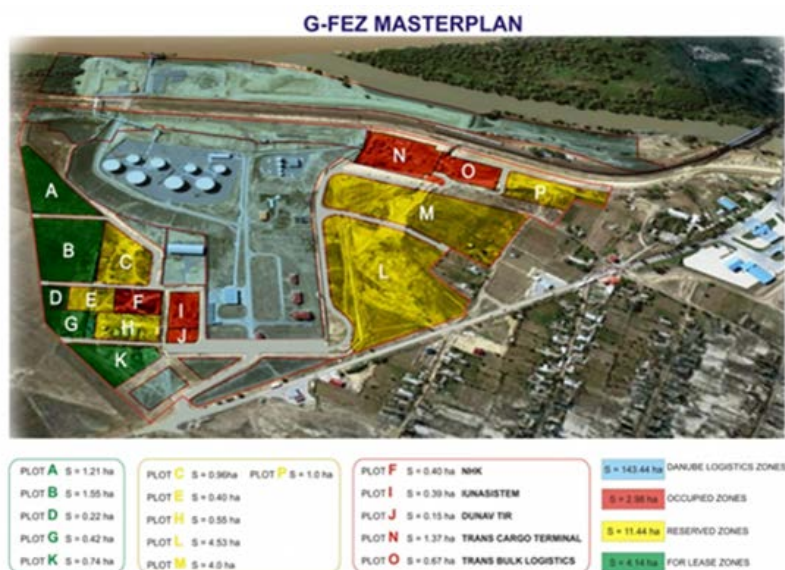 G-FEZ MASTERPLAN
A
B
C
D
E
F
G
H
I
J
K
L
M
N
O
P
PLOT A S = 1.21 ha
PLOT B S = 1.55 ha
PLOT D S = 0.22 ha
PLOT G S = 0.42 ha
PLOT K S = 0.74 ha
PLOT C S = 0.96ha PLOT P S = 1.0 ha
PLOT E S = 0.40 ha
PLOT H S = 0.55 ha
PLOT L S = 4.53 ha
PLOT M S = 4.0 ha
PLOT F S = 0.40 ha NHK
PLOT I S = 0.39 ha IUNASISTEM
PLOT J S = 0.15 ha DUNAV TIR
PLOT N S = 1.37 ha TRANS CARGO TERMINAL
PLOT O S = 0.67 ha TRANS BULK LOGISTICS
S = 143.44 ha DANUBE LOGISTICS ZONES
S = 2.98 ha OCCUPIED ZONES
S = 11.44 ha RESERVED ZONES
S = 4.14 ha FOR LEASE ZONES